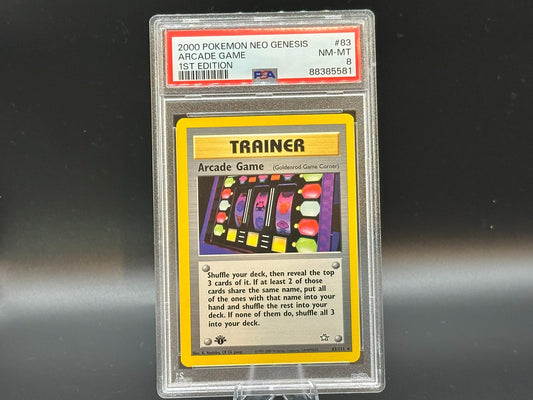 2000 POKEMON NEO GENESIS #83
ARCADE GAME NM-MT
1ST EDITION 8
PSA 88385581
TRAINER
Arcade Game (Goldenrod Game Corner)
Shuffle your deck, then reveal the top
3 cards of it. If at least 2 of those
cards share the same name, put all
of the ones with that name into your
hand and shuffle the rest into your
deck. If none of them do, shuffle all 3
into your deck.
83/111